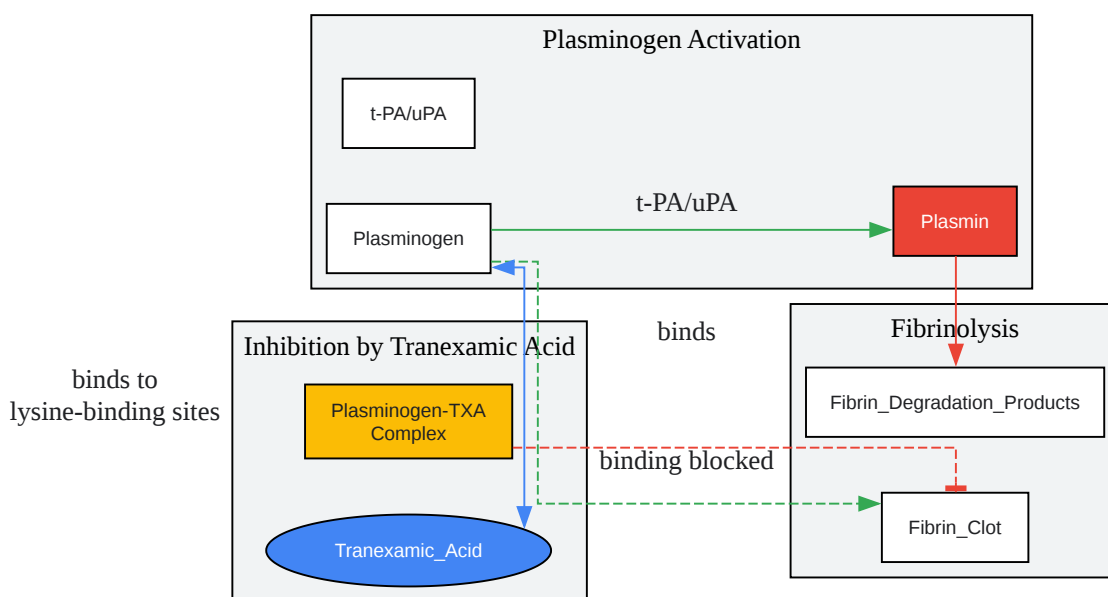 Plasminogen Activation
t-PA/uPA
t-PA/uPA
Plasminogen
Plasmin
binds
Fibrinolysis
Inhibition by Tranexamic Acid
binds to
lysine-binding sites
Plasminogen-TXA
Complex
Fibrin_Degradation_Products
binding blocked
Fibrin_Clot
Tranexamic_Acid